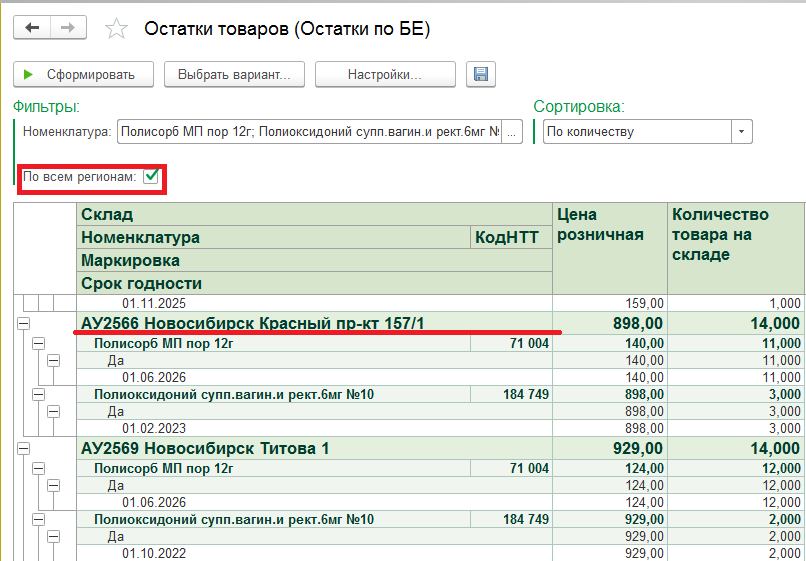 Остатки товаров (Остатки по БЕ)
Сформировать Выбрать вариант... Настройки...
Фильтры: Сортировка:
Номенклатура: Полисорб МП пор 12г; Полиоксидоний супп.вагин.и рект.6мг № ... По количеству
По всем регионам:
Склад Цена розничная Количество товара на складе
Номенклатура КодНТТ
Маркировка
Срок годности
01.11.2025 159,00 1,000
АУ2566 Новосибирск Красный пр-кт 157/1 898,00 14,000
Полисорб МП пор 12г 71 004 140,00 11,000
Да 140,00 11,000
01.06.2026 140,00 11,000
Полиоксидоний супп.вагин.и рект.6мг №10 184 749 898,00 3,000
Да 898,00 3,000
01.02.2023 898,00 3,000
АУ2569 Новосибирск Титова 1 929,00 14,000
Полисорб МП пор 12г 71 004 124,00 12,000
Да 124,00 12,000
01.06.2026 124,00 12,000
Полиоксидоний супп.вагин.и рект.6мг №10 184 749 929,00 2,000
Да 929,00 2,000
01.10.2022 929,00 2,000